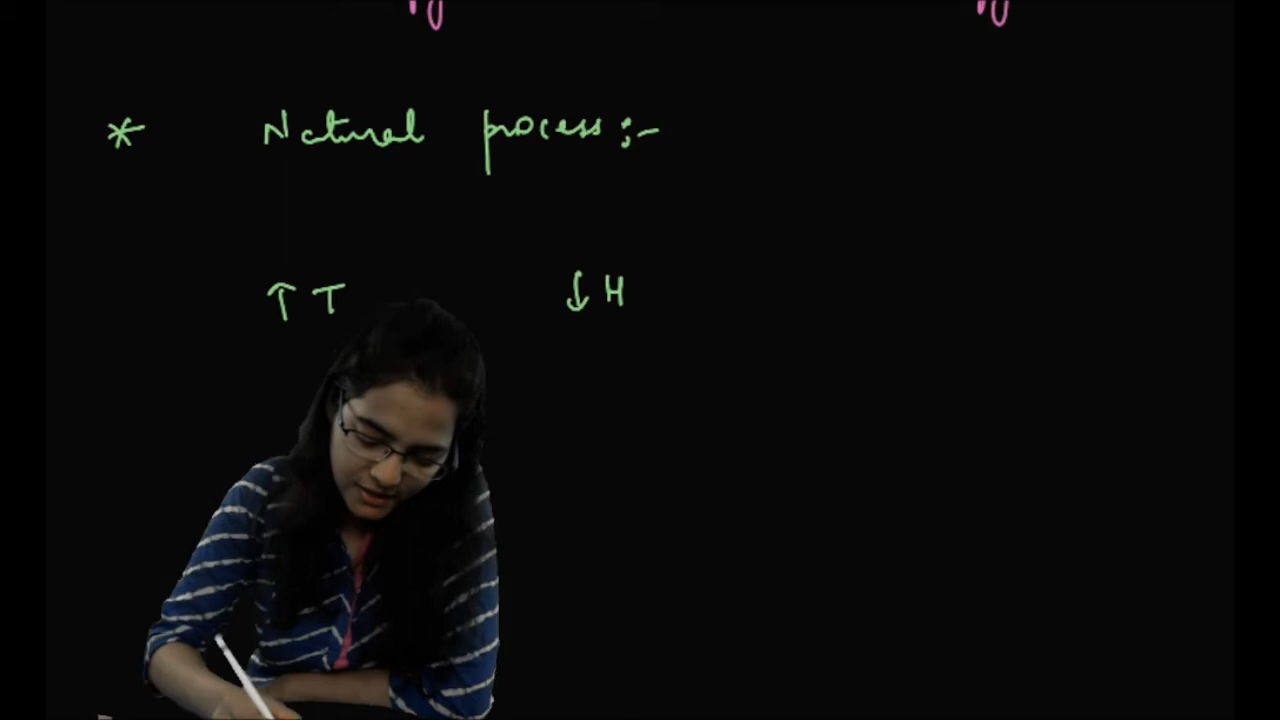 * Natural process :-
↑ T ↓ H